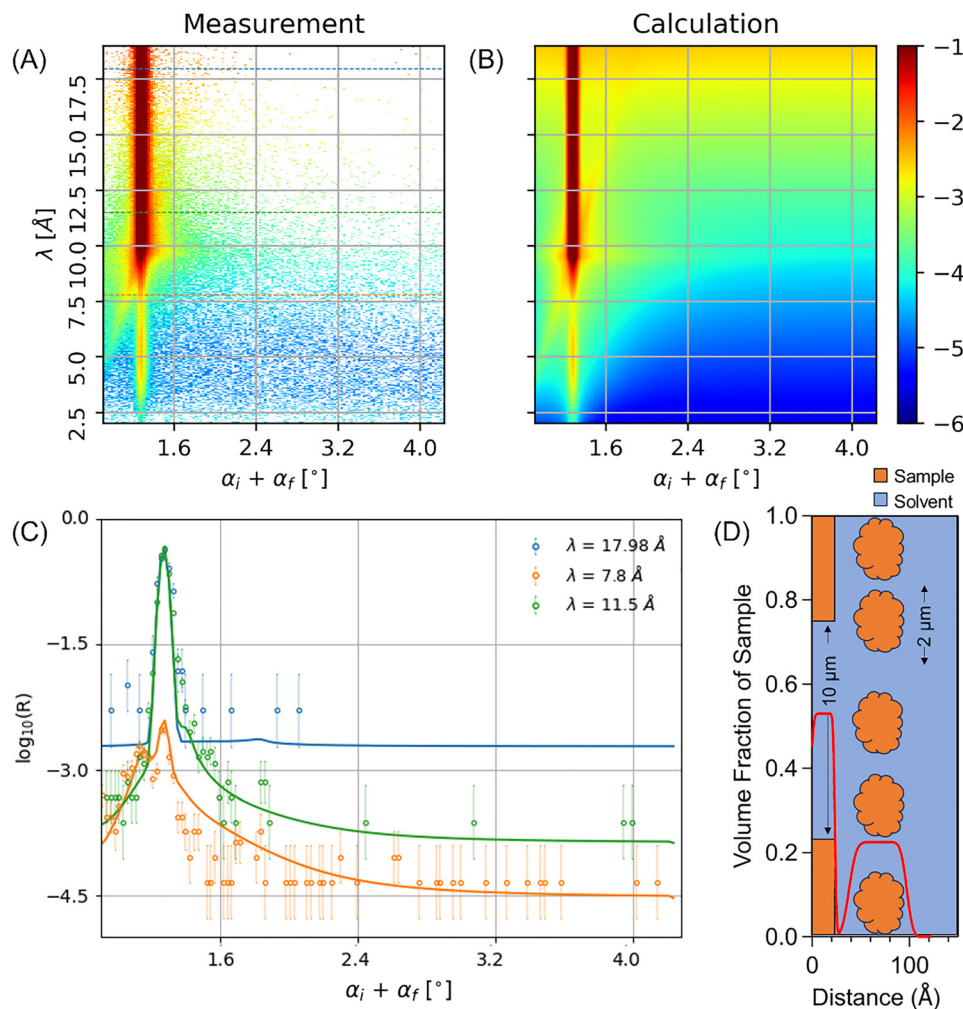 Measurement
Calculation
(A)
(B)
λ [Å]
17.5
15.0
12.5
10.0
7.5
5.0
2.5
1.6 2.4 3.2 4.0
αi + αf [°]
1.6 2.4 3.2 4.0
αi + αf [°]
−1
−2
−3
−4
−5
−6
Sample
Solvent
(C)
log10(R)
0.0
−1.5
−3.0
−4.5
λ = 17.98 Å
λ = 7.8 Å
λ = 11.5 Å
1.6 2.4 3.2 4.0
αi + αf [°]
(D)
Volume Fraction of Sample
1.0
0.8
0.6
0.4
0.2
0.0
10 μm
2 μm
0 100
Distance (Å)